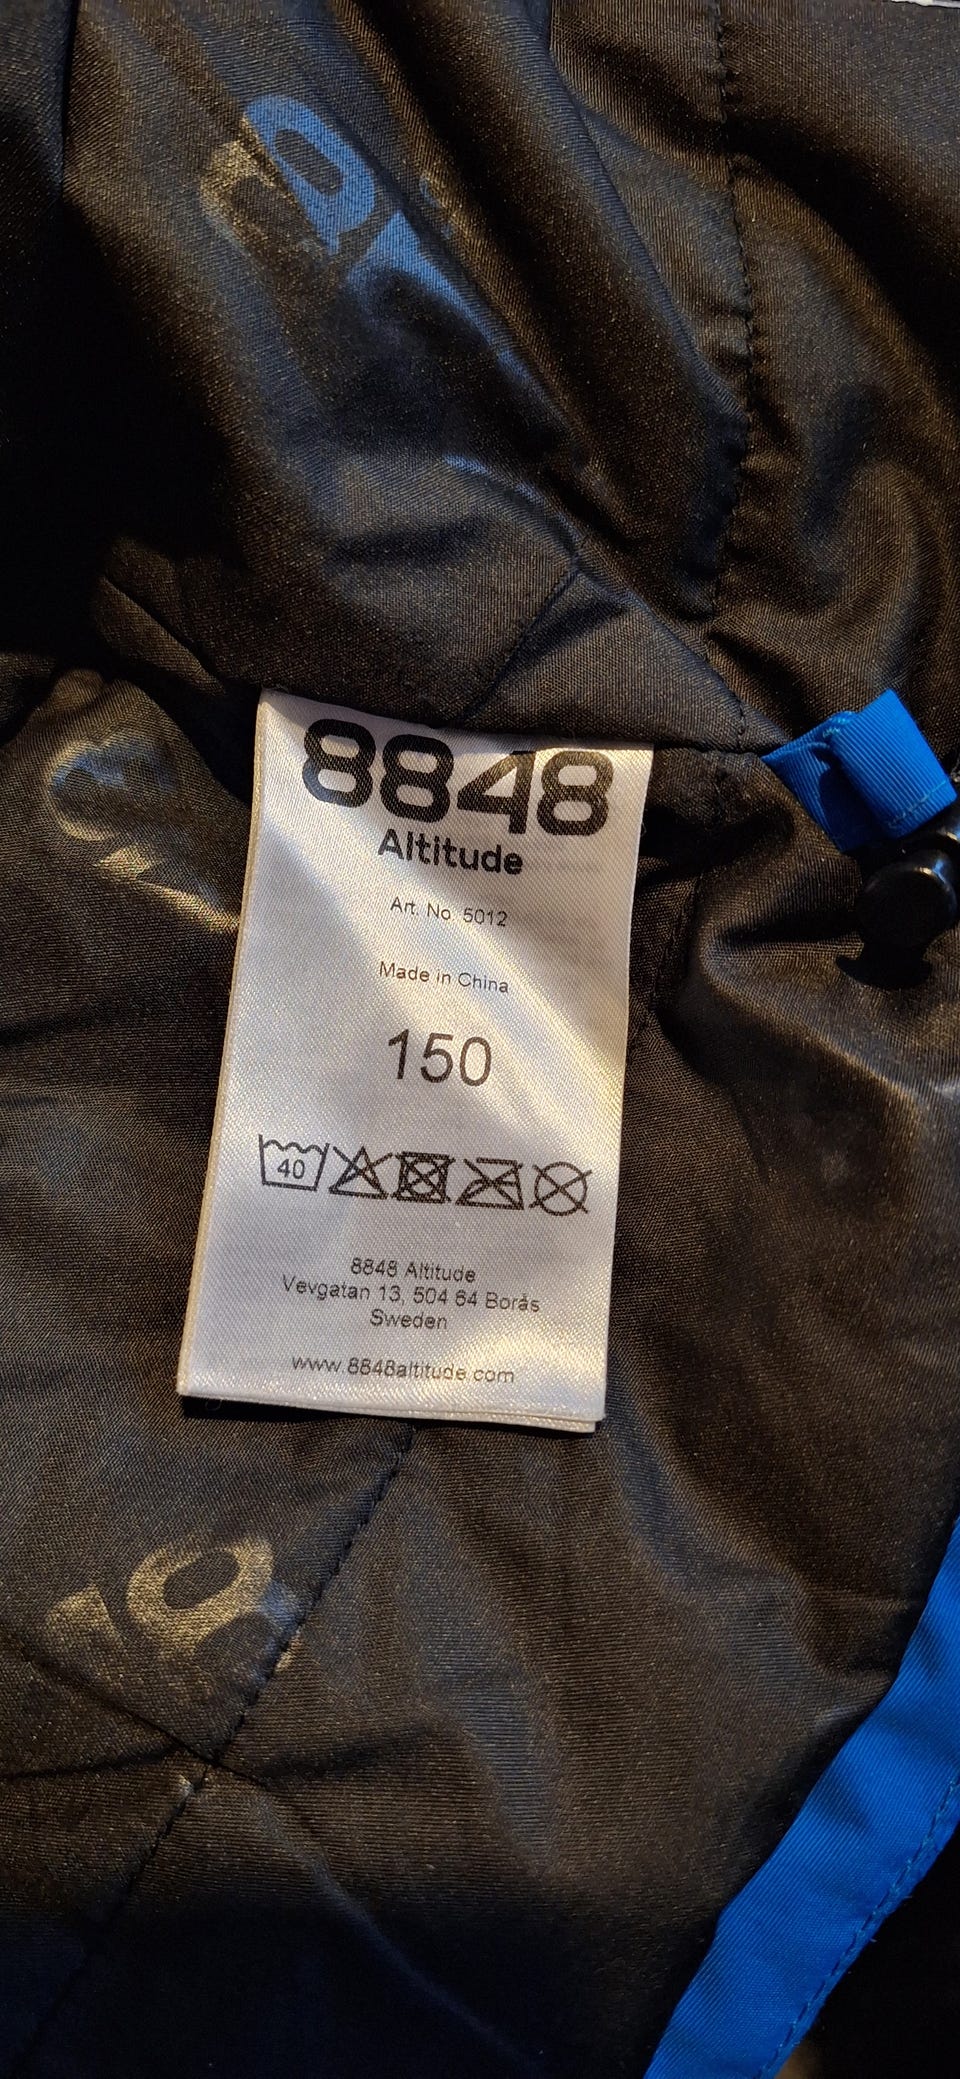 8848
Altitude
Art. No. 5012
Made in China
150
40
8848 Altitude
Vevgatan 13, 504 64 Borås
Sweden
www.8848altitude.com